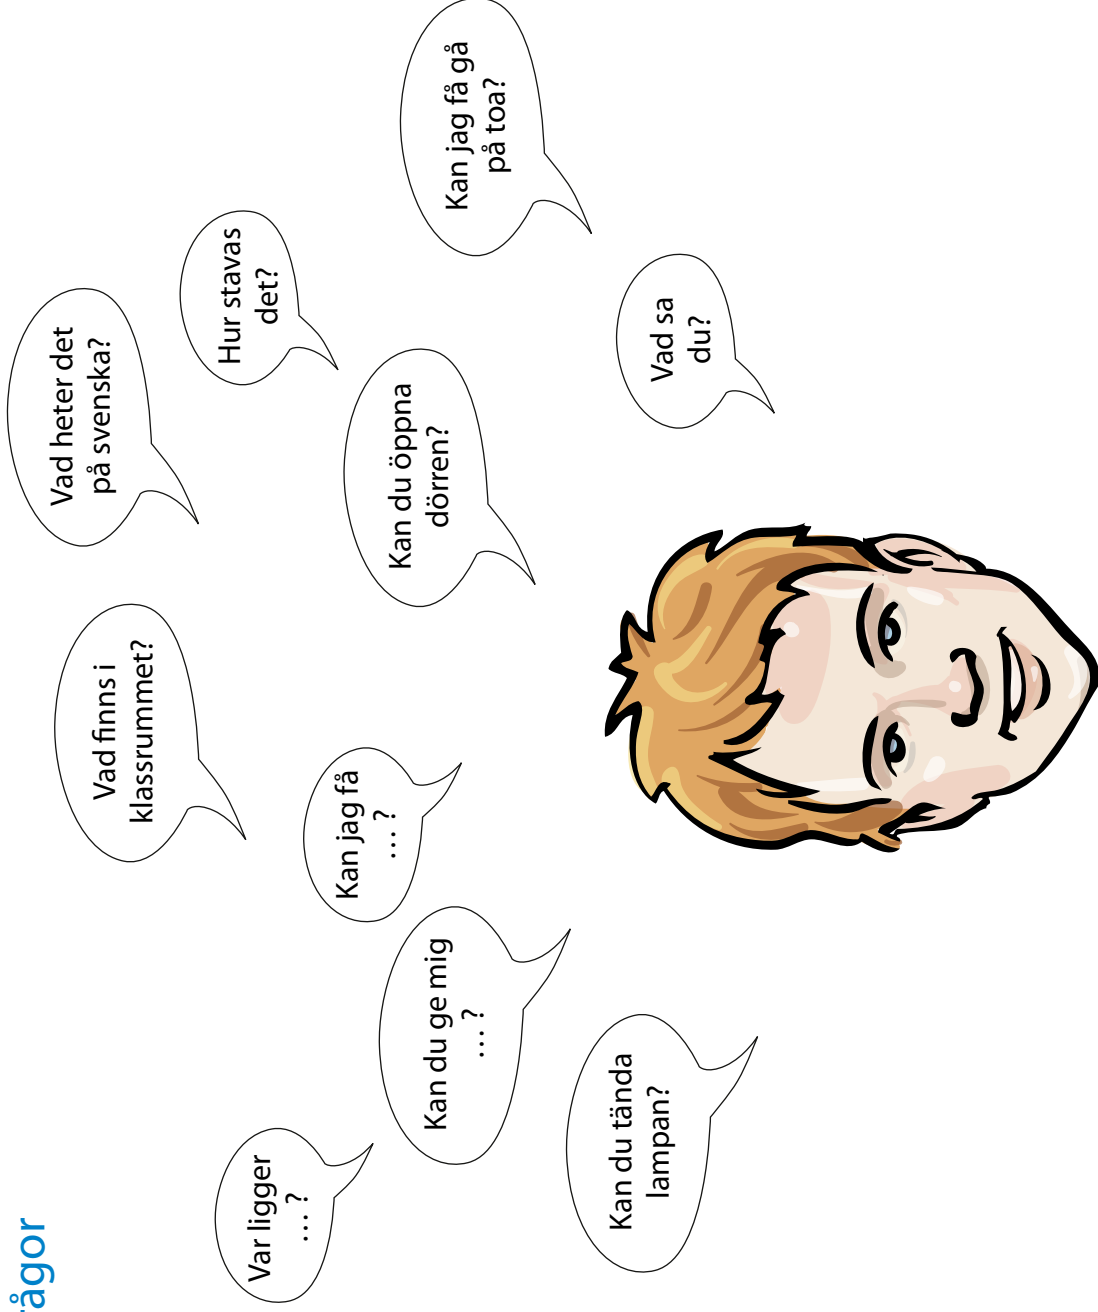 ågor
Vad heter det
på svenska?
Vad finns i
klassrummet?
Hur stavas
det?
Var ligger
… ?
Kan jag få
… ?
Kan du öppna
dörren?
Kan du ge mig
… ?
Kan jag få gå
på toa?
Kan du tända
lampan?
Vad sa
du?